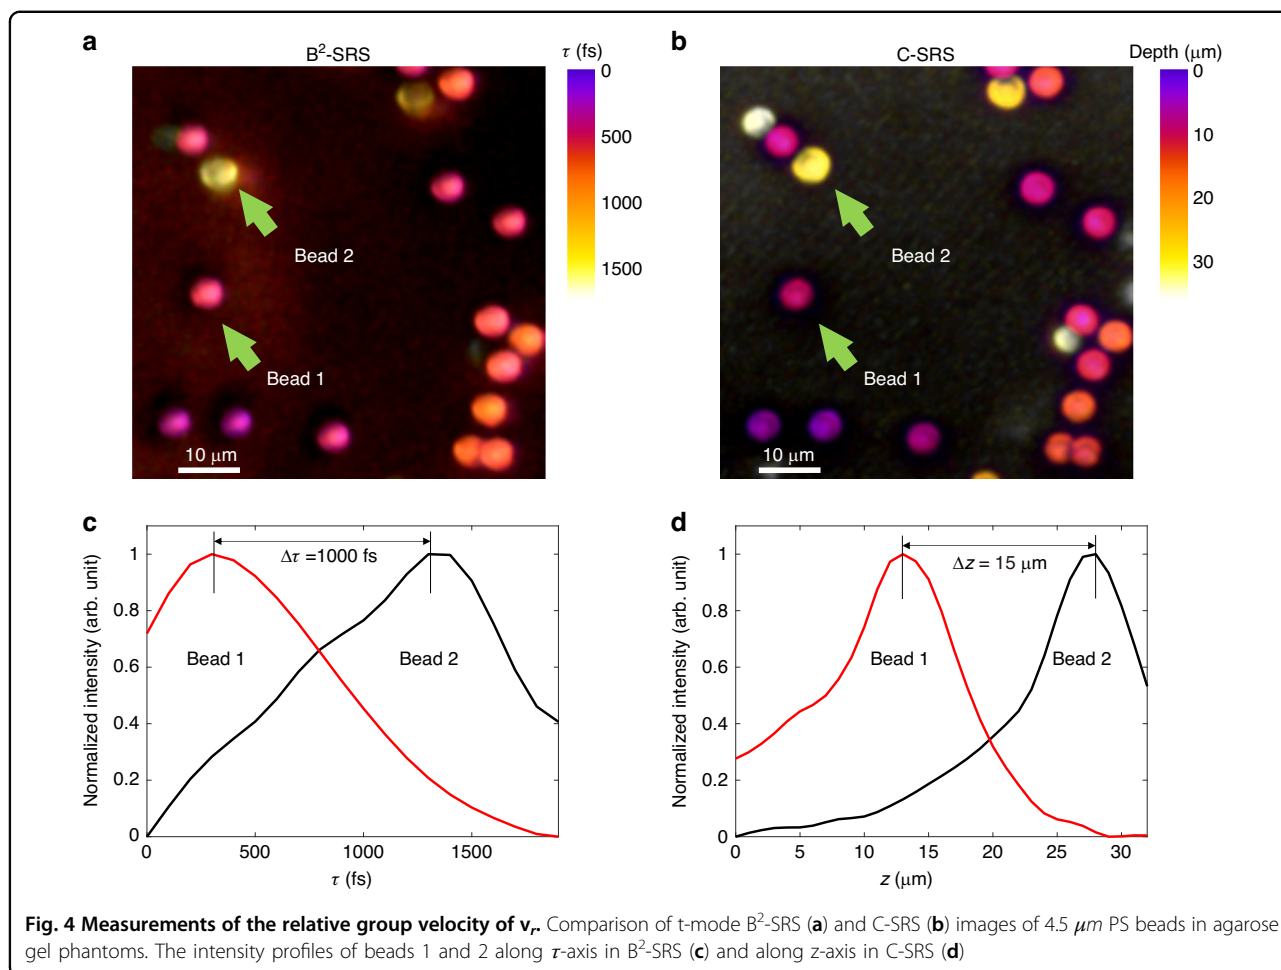 a
B²-SRS
τ (fs)
0
500
1000
1500
Bead 2
Bead 1
10 μm
b
C-SRS
Depth (μm)
0
10
20
30
Bead 2
Bead 1
10 μm
c
Normalized intensity (arb. unit)
1
0.8
0.6
0.4
0.2
0
Δτ =1000 fs
Bead 1
Bead 2
0
500
1000
1500
τ (fs)
d
Normalized intensity (arb. unit)
1
0.8
0.6
0.4
0.2
0
Δz = 15 μm
Bead 1
Bead 2
0
5
10
15
20
25
30
z (μm)
Fig. 4 Measurements of the relative group velocity of vr. Comparison of t-mode B²-SRS (a) and C-SRS (b) images of 4.5 μm PS beads in agarose
gel phantoms. The intensity profiles of beads 1 and 2 along τ-axis in B²-SRS (c) and along z-axis in C-SRS (d)